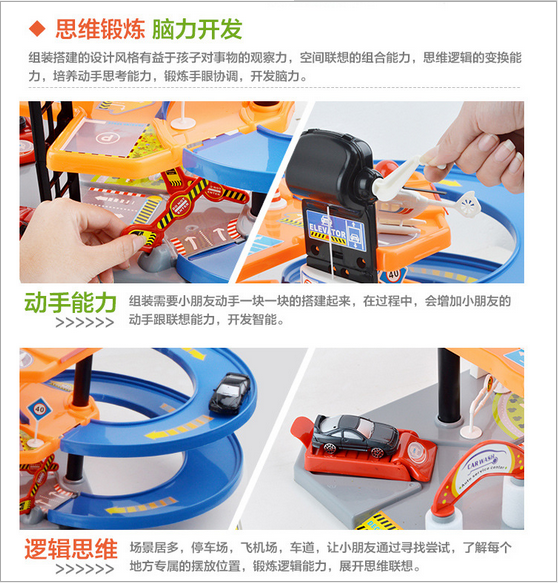 思维锻炼 脑力开发
组装搭建的设计风格有益于孩子对事物的观察力，空间联想的组合能力，思维逻辑的变换能
力，培养动手思考能力，锻炼手眼协调，开发脑力。
P
ELEVATOR
40
动手能力
>>>>>>
组装需要小朋友动手一块一块的搭建起来，在过程中，会增加小朋友的
动手跟联想能力，开发智能。
40
CAR WASH
逻辑思维
>>>>>>
场景居多，停车场，飞机场，车道，让小朋友通过寻找尝试，了解每个
地方专属的摆放位置，锻炼逻辑能力，展开思维联想。